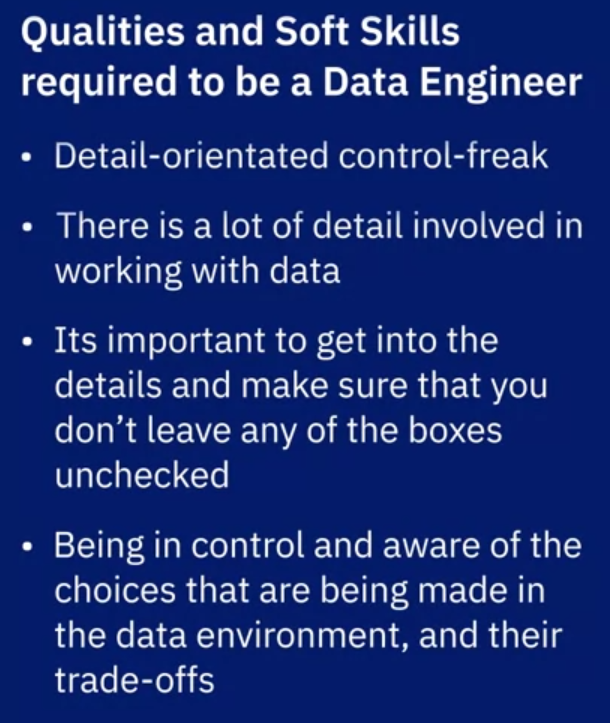 Qualities and Soft Skills
required to be a Data Engineer
• Detail-orientated control-freak
• There is a lot of detail involved in
working with data
• Its important to get into the
details and make sure that you
don’t leave any of the boxes
unchecked
• Being in control and aware of the
choices that are being made in
the data environment, and their
trade-offs